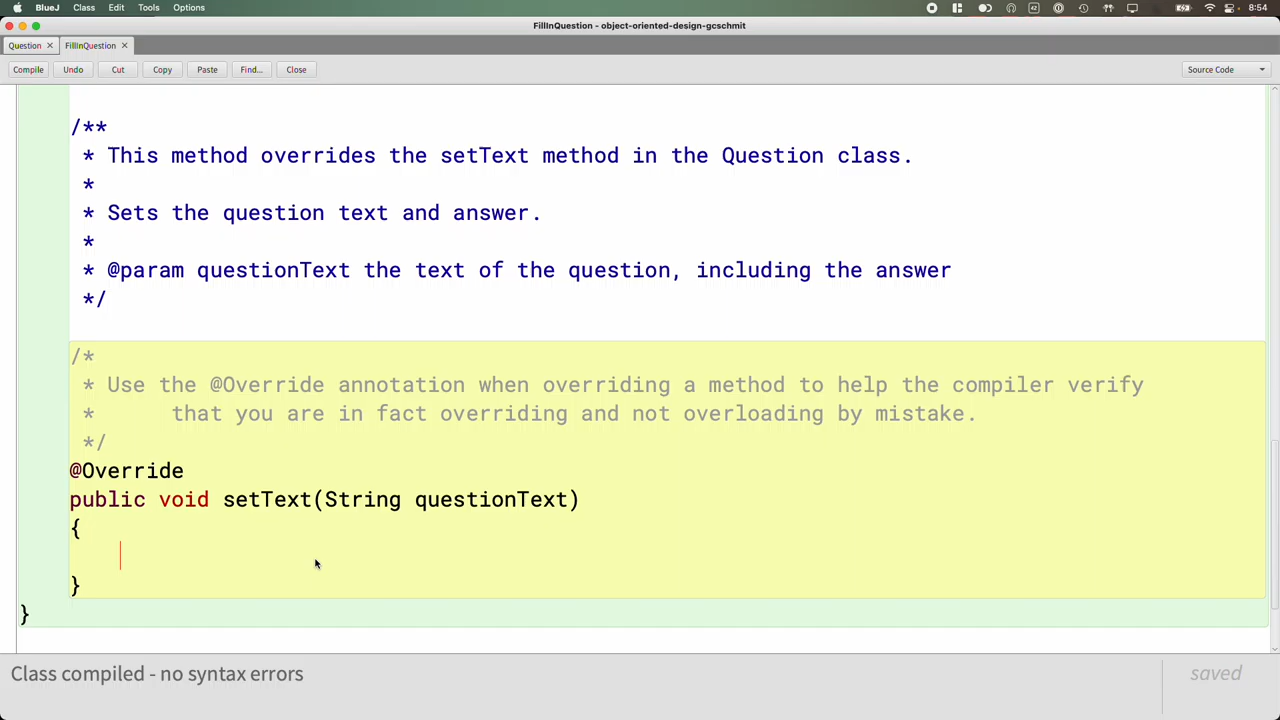 BlueJ Class Edit Tools Options 8:54
FillInQuestion - object-oriented-design-gcschmit
Question × FillInQuestion ×
Compile Undo Cut Copy Paste Find... Close Source Code
/**
* This method overrides the setText method in the Question class.
*
* Sets the question text and answer.
*
* @param questionText the text of the question, including the answer
*/
/*
* Use the @Override annotation when overriding a method to help the compiler verify
* that you are in fact overriding and not overloading by mistake.
*/
@Override
public void setText(String questionText)
{
}
}
Class compiled - no syntax errors saved